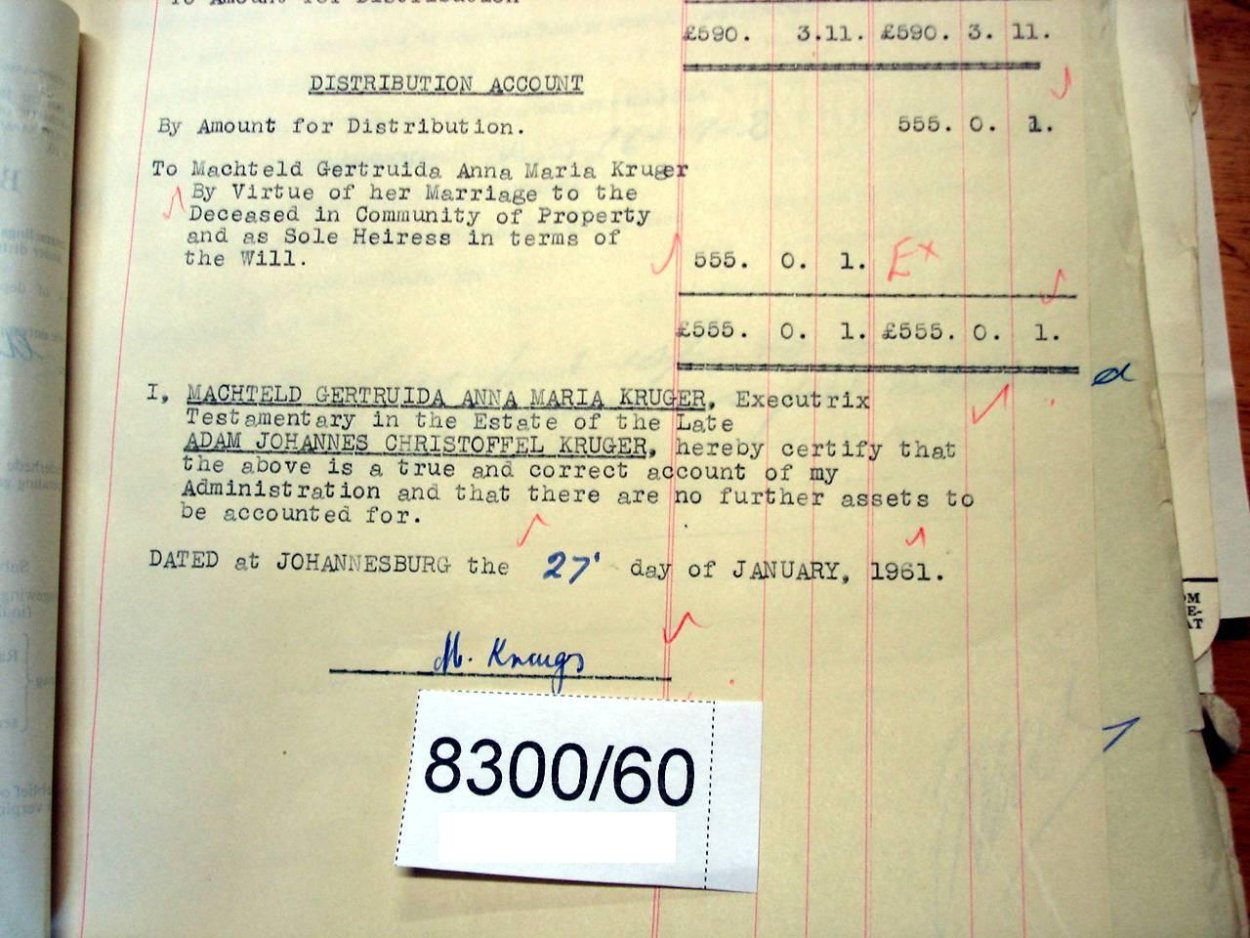 £590. 3.11. £590. 3. 11.
DISTRIBUTION ACCOUNT
By Amount for Distribution. 555. 0. 1.
To Machteld Gertruida Anna Maria Kruger
By Virtue of her Marriage to the
Deceased in Community of Property
and as Sole Heiress in terms of
the Will. 555. 0. 1. Ex
£555. 0. 1. £555. 0. 1.
I, MACHTELD GERTRUIDA ANNA MARIA KRUGER, Executrix
Testamentary in the Estate of the Late
ADAM JOHANNES CHRISTOFFEL KRUGER, hereby certify that
the above is a true and correct account of my
Administration and that there are no further assets to
be accounted for.
DATED at JOHANNESBURG the 27' day of JANUARY, 1961.
M. Kruger
8300/60